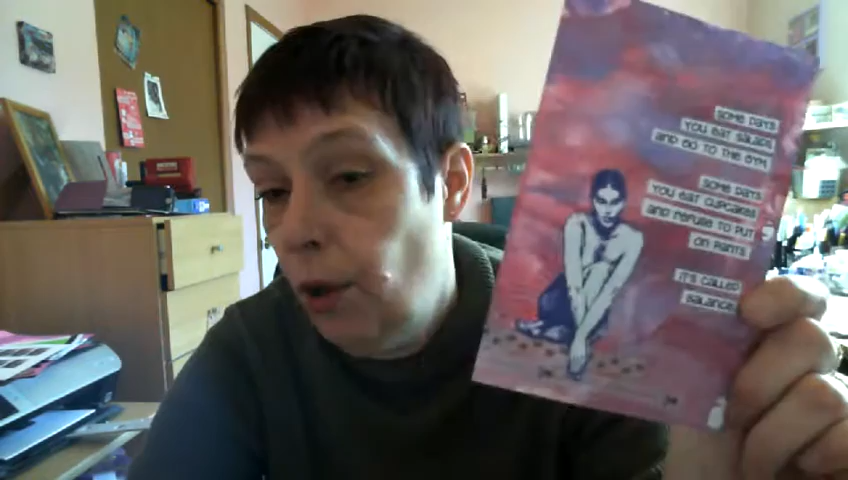 SOME DAYS
YOU EAT SALADS
AND GO TO THE GYM
SOME DAYS
YOU EAT CUPCAKES
AND REFUSE TO PUT
ON PANTS
IT'S CALLED
BALANCE